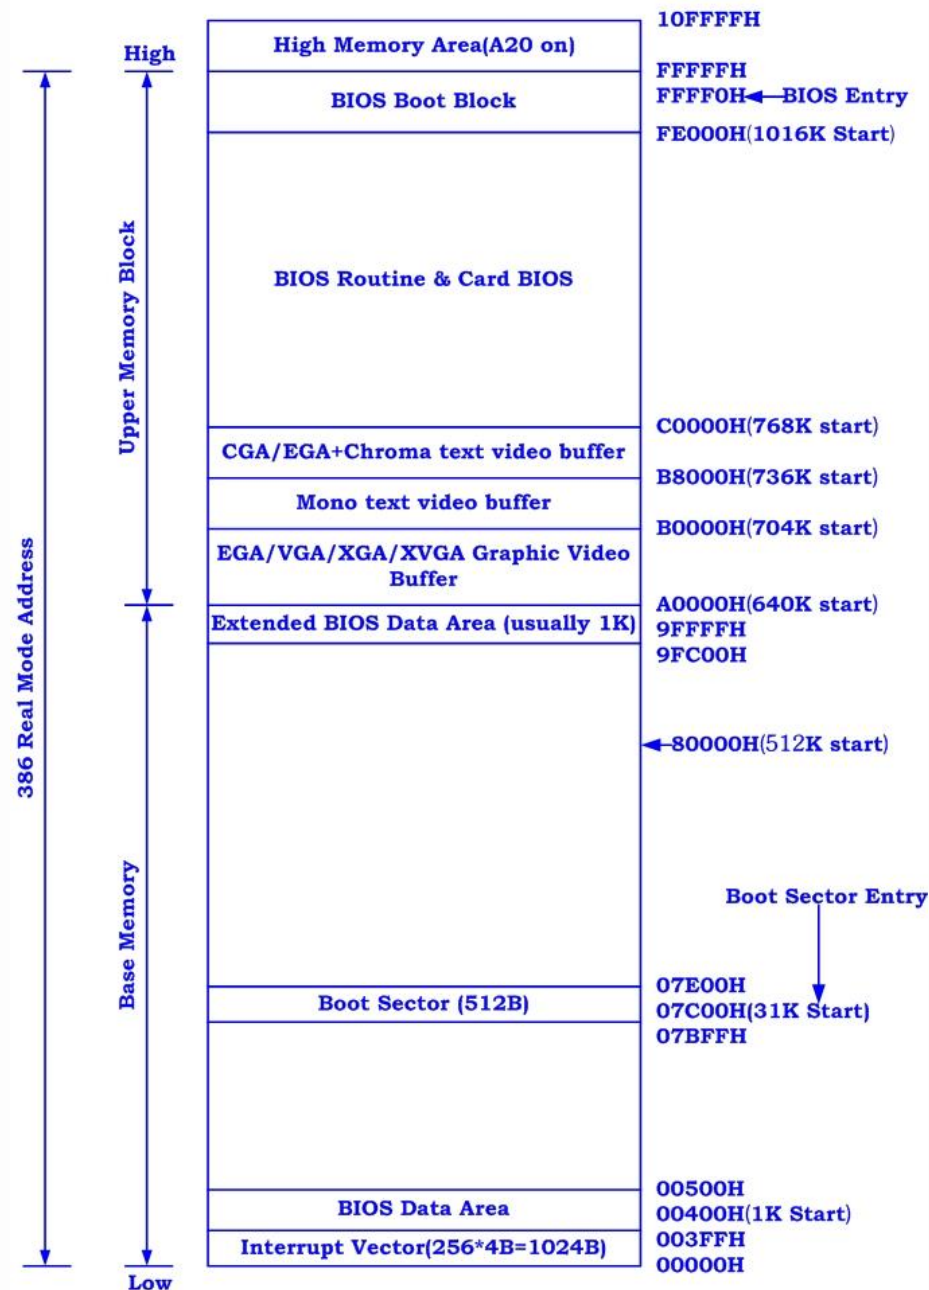 10FFFFH
High Memory Area(A20 on)
High
FFFFFH
BIOS Boot Block
FFFF0H
BIOS Entry
FE000H(1016K Start)
BIOS Routine & Card BIOS
Upper Memory Block
C0000H(768K start)
CGA/EGA+Chroma text video buffer
B8000H(736K start)
Mono text video buffer
B0000H(704K start)
EGA/VGA/XGA/XVGA Graphic Video
Buffer
A0000H(640K start)
Extended BIOS Data Area (usually 1K)
9FFFFH
9FC00H
386 Real Mode Address
80000H(512K start)
Base Memory
Boot Sector Entry
07E00H
Boot Sector (512B)
07C00H(31K Start)
07BFFH
00500H
BIOS Data Area
00400H(1K Start)
003FFH
Interrupt Vector(256*4B=1024B)
00000H
Low